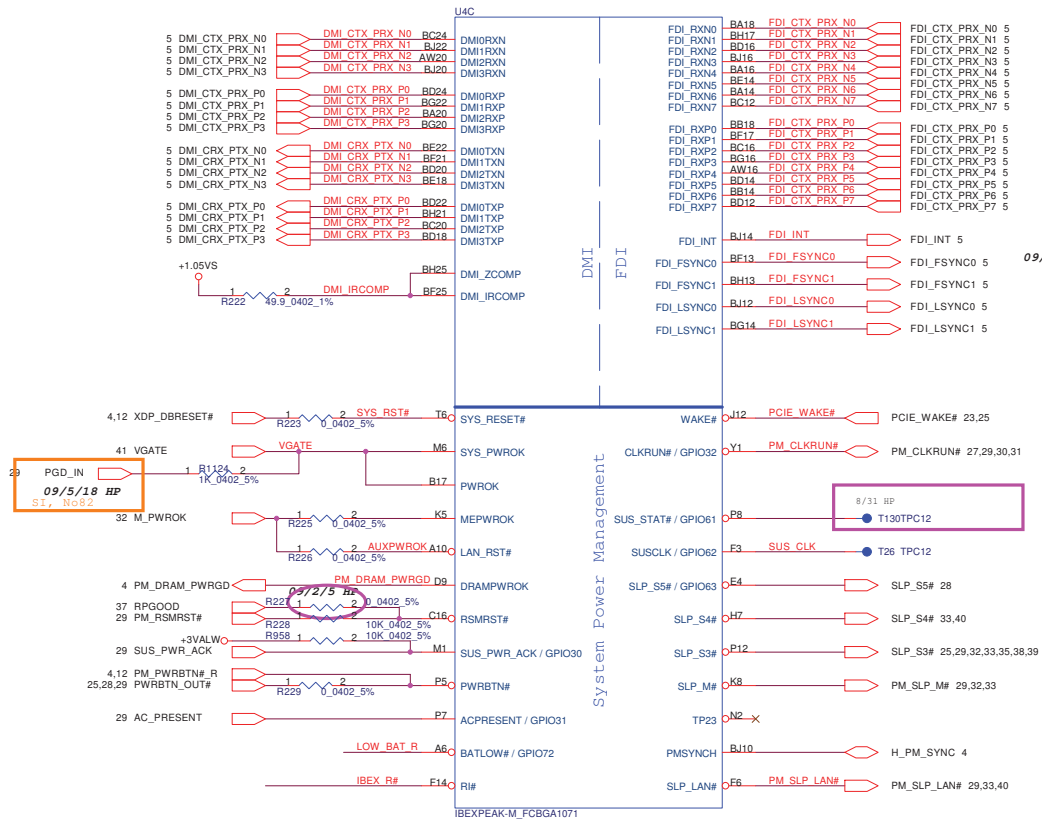 U4C
5 DMI_CTX_PRX_N0 DMI_CTX_PRX_N0 BC24 DMI0RXN
5 DMI_CTX_PRX_N1 DMI_CTX_PRX_N1 BJ22 DMI1RXN
5 DMI_CTX_PRX_N2 DMI_CTX_PRX_N2 AW20 DMI2RXN
5 DMI_CTX_PRX_N3 DMI_CTX_PRX_N3 BJ20 DMI3RXN
5 DMI_CTX_PRX_P0 DMI_CTX_PRX_P0 BD24 DMI0RXP
5 DMI_CTX_PRX_P1 DMI_CTX_PRX_P1 BG22 DMI1RXP
5 DMI_CTX_PRX_P2 DMI_CTX_PRX_P2 BA20 DMI2RXP
5 DMI_CTX_PRX_P3 DMI_CTX_PRX_P3 BG20 DMI3RXP
5 DMI_CRX_PTX_N0 DMI_CRX_PTX_N0 BE22 DMI0TXN
5 DMI_CRX_PTX_N1 DMI_CRX_PTX_N1 BF21 DMI1TXN
5 DMI_CRX_PTX_N2 DMI_CRX_PTX_N2 BD20 DMI2TXN
5 DMI_CRX_PTX_N3 DMI_CRX_PTX_N3 BE18 DMI3TXN
5 DMI_CRX_PTX_P0 DMI_CRX_PTX_P0 BD22 DMI0TXP
5 DMI_CRX_PTX_P1 DMI_CRX_PTX_P1 BH21 DMI1TXP
5 DMI_CRX_PTX_P2 DMI_CRX_PTX_P2 BC20 DMI2TXP
5 DMI_CRX_PTX_P3 DMI_CRX_PTX_P3 BD18 DMI3TXP
+1.05VS
BH25 DMI_ZCOMP
1 2 DMI_IRCOMP BF25 DMI_IRCOMP
R222 49.9_0402_1%
DMI
FDI
FDI_RXN0 BA18 FDI_CTX_PRX_N0 FDI_CTX_PRX_N0 5
FDI_RXN1 BH17 FDI_CTX_PRX_N1 FDI_CTX_PRX_N1 5
FDI_RXN2 BD16 FDI_CTX_PRX_N2 FDI_CTX_PRX_N2 5
FDI_RXN3 BJ16 FDI_CTX_PRX_N3 FDI_CTX_PRX_N3 5
FDI_RXN4 BA16 FDI_CTX_PRX_N4 FDI_CTX_PRX_N4 5
FDI_RXN5 BE14 FDI_CTX_PRX_N5 FDI_CTX_PRX_N5 5
FDI_RXN6 BA14 FDI_CTX_PRX_N6 FDI_CTX_PRX_N6 5
FDI_RXN7 BC12 FDI_CTX_PRX_N7 FDI_CTX_PRX_N7 5
FDI_RXP0 BB18 FDI_CTX_PRX_P0 FDI_CTX_PRX_P0 5
FDI_RXP1 BF17 FDI_CTX_PRX_P1 FDI_CTX_PRX_P1 5
FDI_RXP2 BC16 FDI_CTX_PRX_P2 FDI_CTX_PRX_P2 5
FDI_RXP3 BG16 FDI_CTX_PRX_P3 FDI_CTX_PRX_P3 5
FDI_RXP4 AW16 FDI_CTX_PRX_P4 FDI_CTX_PRX_P4 5
FDI_RXP5 BD14 FDI_CTX_PRX_P5 FDI_CTX_PRX_P5 5
FDI_RXP6 BB14 FDI_CTX_PRX_P6 FDI_CTX_PRX_P6 5
FDI_RXP7 BD12 FDI_CTX_PRX_P7 FDI_CTX_PRX_P7 5
FDI_INT BJ14 FDI_INT FDI_INT 5
FDI_FSYNC0 BF13 FDI_FSYNC0 FDI_FSYNC0 5
09/
FDI_FSYNC1 BH13 FDI_FSYNC1 FDI_FSYNC1 5
FDI_LSYNC0 BJ12 FDI_LSYNC0 FDI_LSYNC0 5
FDI_LSYNC1 BG14 FDI_LSYNC1 FDI_LSYNC1 5
4,12 XDP_DBRESET# 1 2 SYS_RST# T6 SYS_RESET#
R223 0_0402_5%
41 VGATE VGATE M6 SYS_PWROK
29 PGD_IN 1 R1124 2
1K_0402_5%
09/5/18 HP
SI, No82
B17 PWROK
32 M_PWROK 1 2 K5 MEPWROK
R225 0_0402_5%
1 2 AUXPWROK A10 LAN_RST#
R226 0_0402_5%
4 PM_DRAM_PWRGD PM_DRAM_PWRGD D9 DRAMPWROK
09/2/5 HP
37 RPGOOD R227 1 2 0_0402_5%
29 PM_RSMRST# 1 2 C16 RSMRST#
R228 10K_0402_5%
+3VALW R958 1 2 10K_0402_5%
29 SUS_PWR_ACK M1 SUS_PWR_ACK / GPIO30
4,12 PM_PWRBTN#_R
25,28,29 PWRBTN_OUT# 1 2 P5 PWRBTN#
R229 0_0402_5%
29 AC_PRESENT P7 ACPRESENT / GPIO31
LOW_BAT_R A6 BATLOW# / GPIO72
IBEX_R# F14 RI#
System Power Management
WAKE# J12 PCIE_WAKE# PCIE_WAKE# 23,25
CLKRUN# / GPIO32 Y1 PM_CLKRUN# PM_CLKRUN# 27,29,30,31
8/31 HP
SUS_STAT# / GPIO61 P8 T130TPC12
SUSCLK / GPIO62 F3 SUS_CLK T26 TPC12
SLP_S5# / GPIO63 E4 SLP_S5# 28
SLP_S4# H7 SLP_S4# 33,40
SLP_S3# P12 SLP_S3# 25,29,32,33,35,38,39
SLP_M# K8 PM_SLP_M# 29,32,33
TP23 N2
PMSYNCH BJ10 H_PM_SYNC 4
SLP_LAN# F6 PM_SLP_LAN# PM_SLP_LAN# 29,33,40
IBEXPEAK-M_FCBGA1071